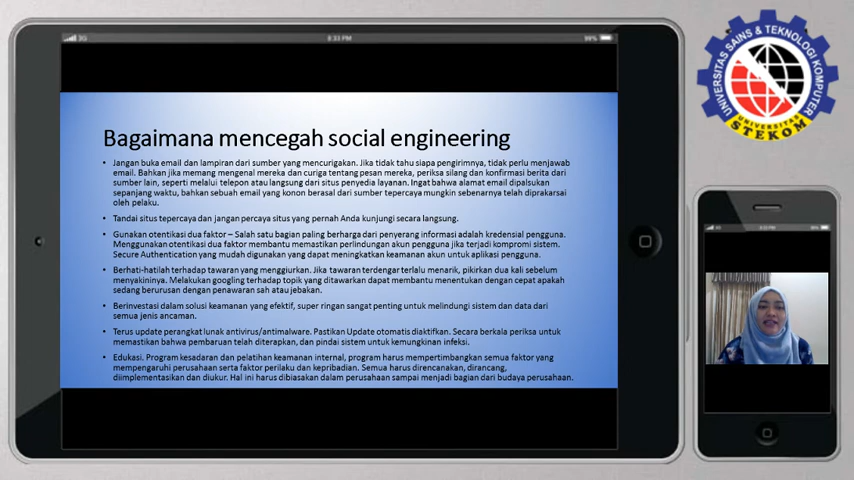 3G
8:33 PM
99%
Bagaimana mencegah social engineering
• Jangan buka email dan lampiran dari sumber yang mencurigakan. Jika tidak tahu siapa pengirimnya, tidak perlu menjawab
email. Bahkan jika memang mengenal mereka dan curiga tentang pesan mereka, periksa silang dan konfirmasi berita dari
sumber lain, seperti melalui telepon atau langsung dari situs penyedia layanan. Ingat bahwa alamat email dipalsukan
sepanjang waktu, bahkan sebuah email yang konon berasal dari sumber tepercaya mungkin sebenarnya telah diprakarsai
oleh pelaku.
• Tandai situs tepercaya dan jangan percaya situs yang pernah Anda kunjungi secara langsung.
• Gunakan otentikasi dua faktor – Salah satu bagian paling berharga dari penyerang informasi adalah kredensial pengguna.
Menggunakan otentikasi dua faktor membantu memastikan perlindungan akun pengguna jika terjadi kompromi sistem.
Secure Authentication yang mudah digunakan yang dapat meningkatkan keamanan akun untuk aplikasi pengguna.
• Berhati-hatilah terhadap tawaran yang menggiurkan. Jika tawaran terdengar terlalu menarik, pikirkan dua kali sebelum
menyakininya. Melakukan googling terhadap topik yang ditawarkan dapat membantu menentukan dengan cepat apakah
sedang berurusan dengan penawaran sah atau jebakan.
• Berinvestasi dalam solusi keamanan yg efektif, super ringan sangat penting untuk melindungi sistem dan data dari
semua jenis ancaman.
• Terus update perangkat lunak antivirus/antimalware. Pastikan Update otomatis diaktifkan. Secara berkala periksa untuk
memastikan bahwa pembaruan telah diterapkan, dan pindai sistem untuk kemungkinan infeksi.
• Edukasi. Program kesadaran dan pelatihan keamanan internal, program harus mempertimbangkan semua faktor yang
mempengaruhi perusahaan serta faktor perilaku dan kepribadian. Semua harus direncanakan, dirancang,
diimplementasikan dan diukur. Hal ini harus dibiasakan dalam perusahaan sampai menjadi bagian dari budaya perusahaan.
UNIVERSITAS SAINS & TEKNOLOGI KOMPUTER
UNIVERSITAS
STEKOM